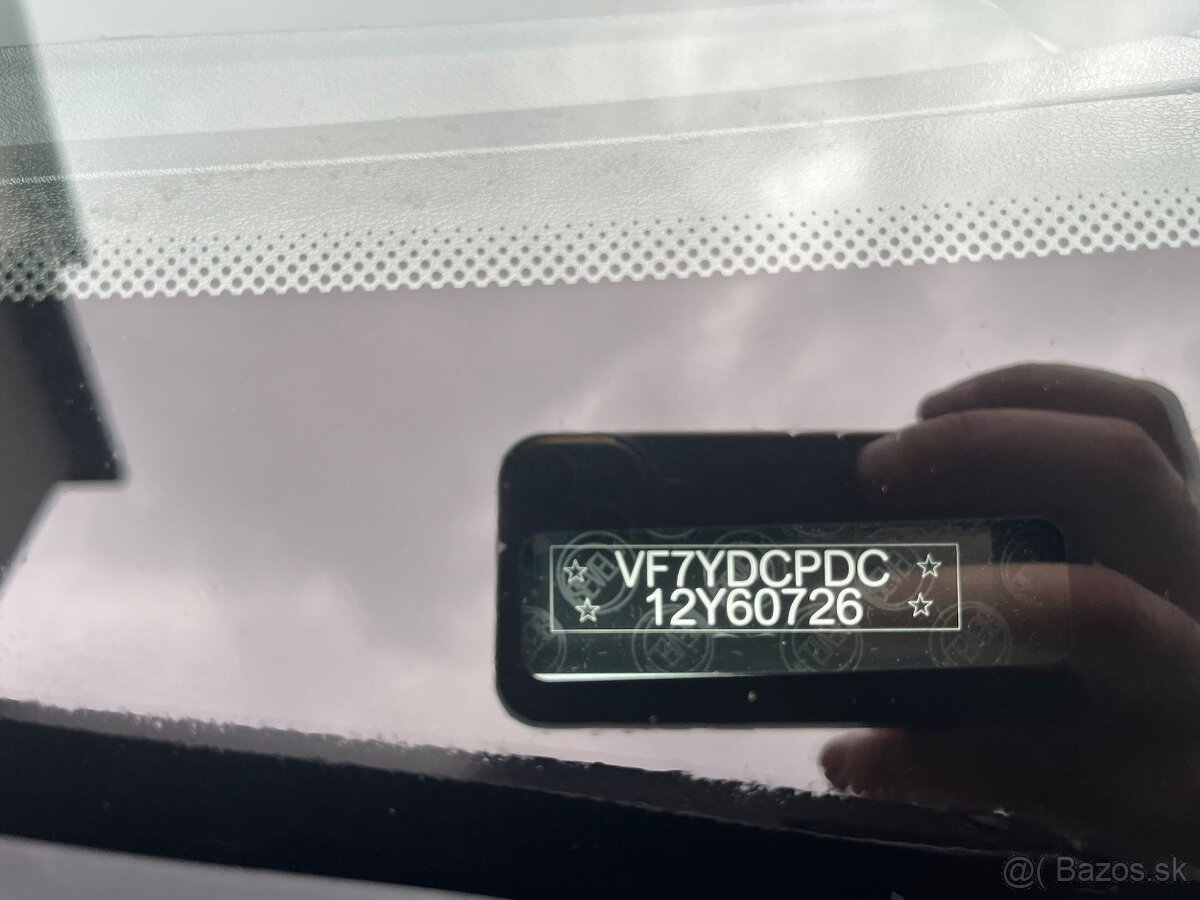 ☆ VF7YDCPDC ☆
☆ 12Y60726 ☆
@( Bazos.sk